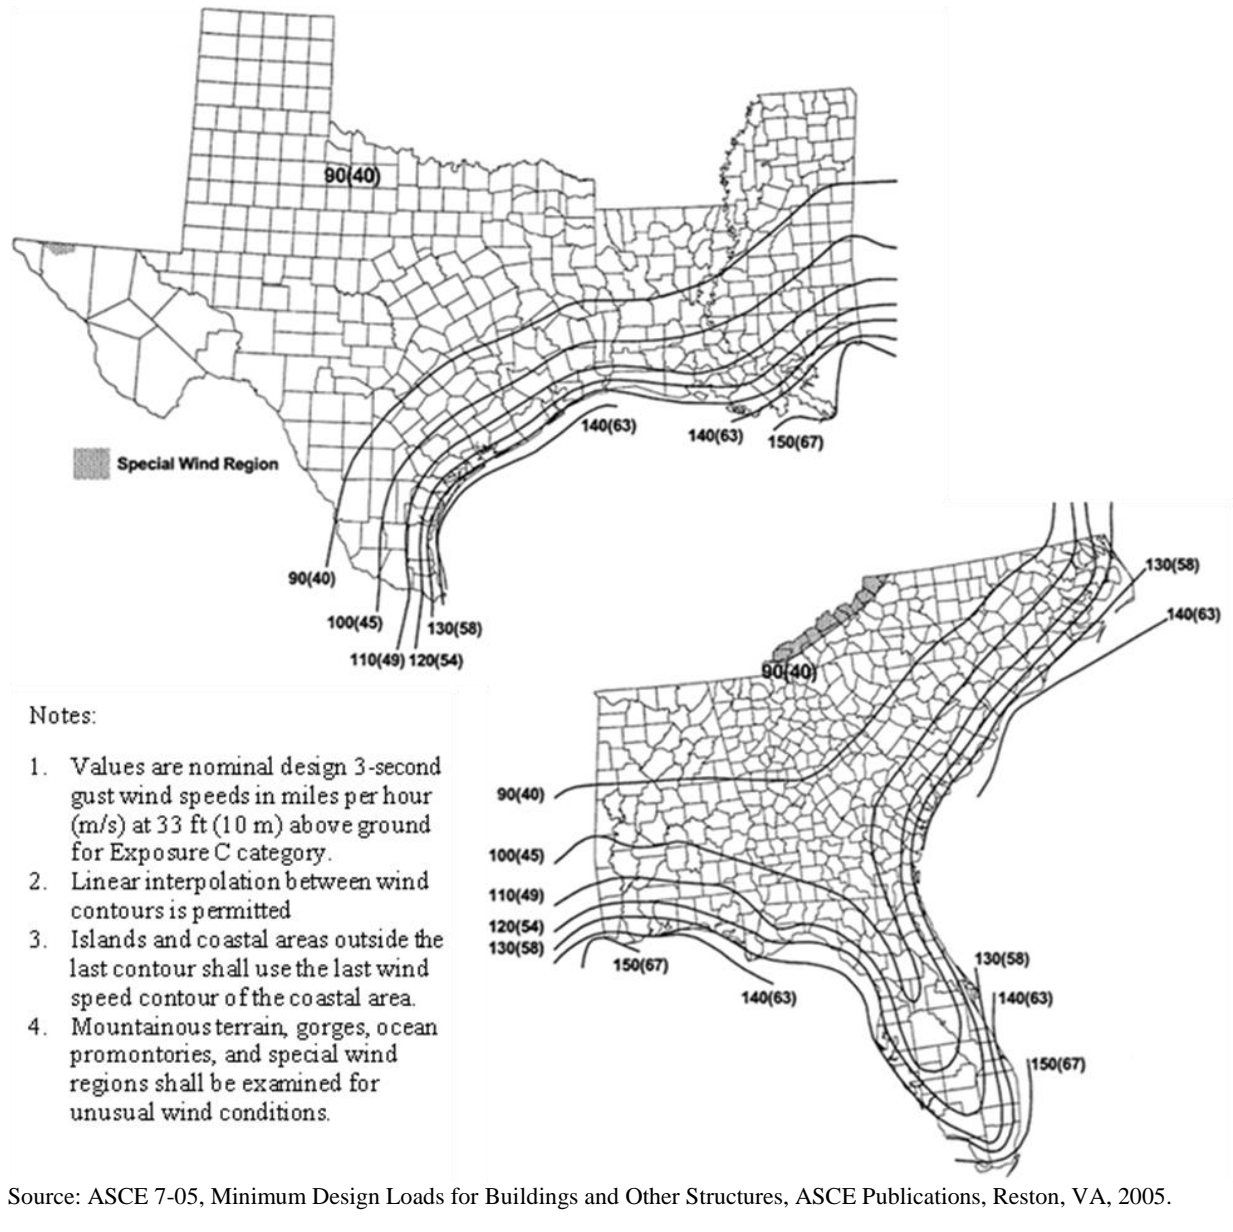 90(40)
140(63)
140(63)
150(67)
Special Wind Region
90(40)
100(45)
130(58)
110(49) 120(54)
130(58)
140(63)
90(40)
90(40)
100(45)
110(49)
120(54)
130(58)
150(67)
140(63)
130(58)
140(63)
150(67)
Notes:
1. Values are nominal design 3-second
gust wind speeds in miles per hour
(m/s) at 33 ft (10 m) above ground
for Exposure C category.
2. Linear interpolation between wind
contours is permitted
3. Islands and coastal areas outside the
last contour shall use the last wind
speed contour of the coastal area.
4. Mountainous terrain, gorges, ocean
promontories, and special wind
regions shall be examined for
unusual wind conditions.
Source: ASCE 7-05, Minimum Design Loads for Buildings and Other Structures, ASCE Publications, Reston, VA, 2005.